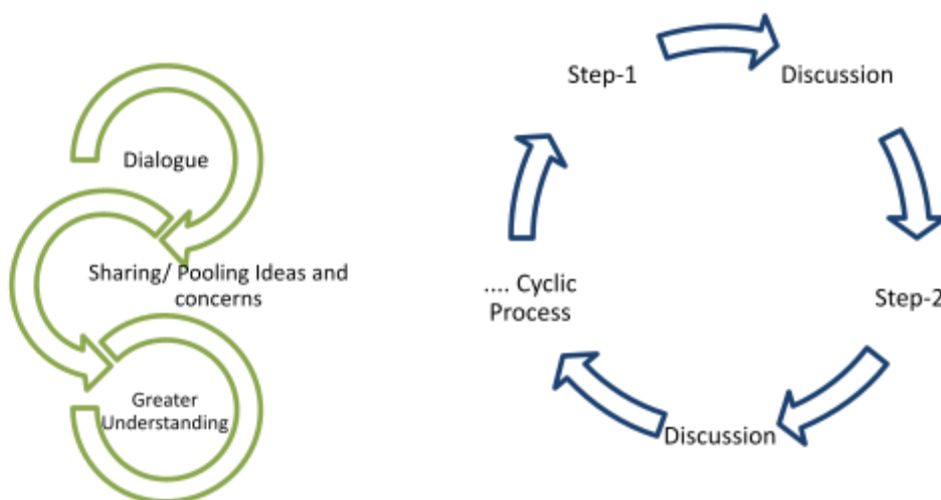 Dialogue
Sharing/ Pooling Ideas and
concerns
Greater
Understanding
Step-1
Discussion
Step-2
Discussion
.... Cyclic
Process